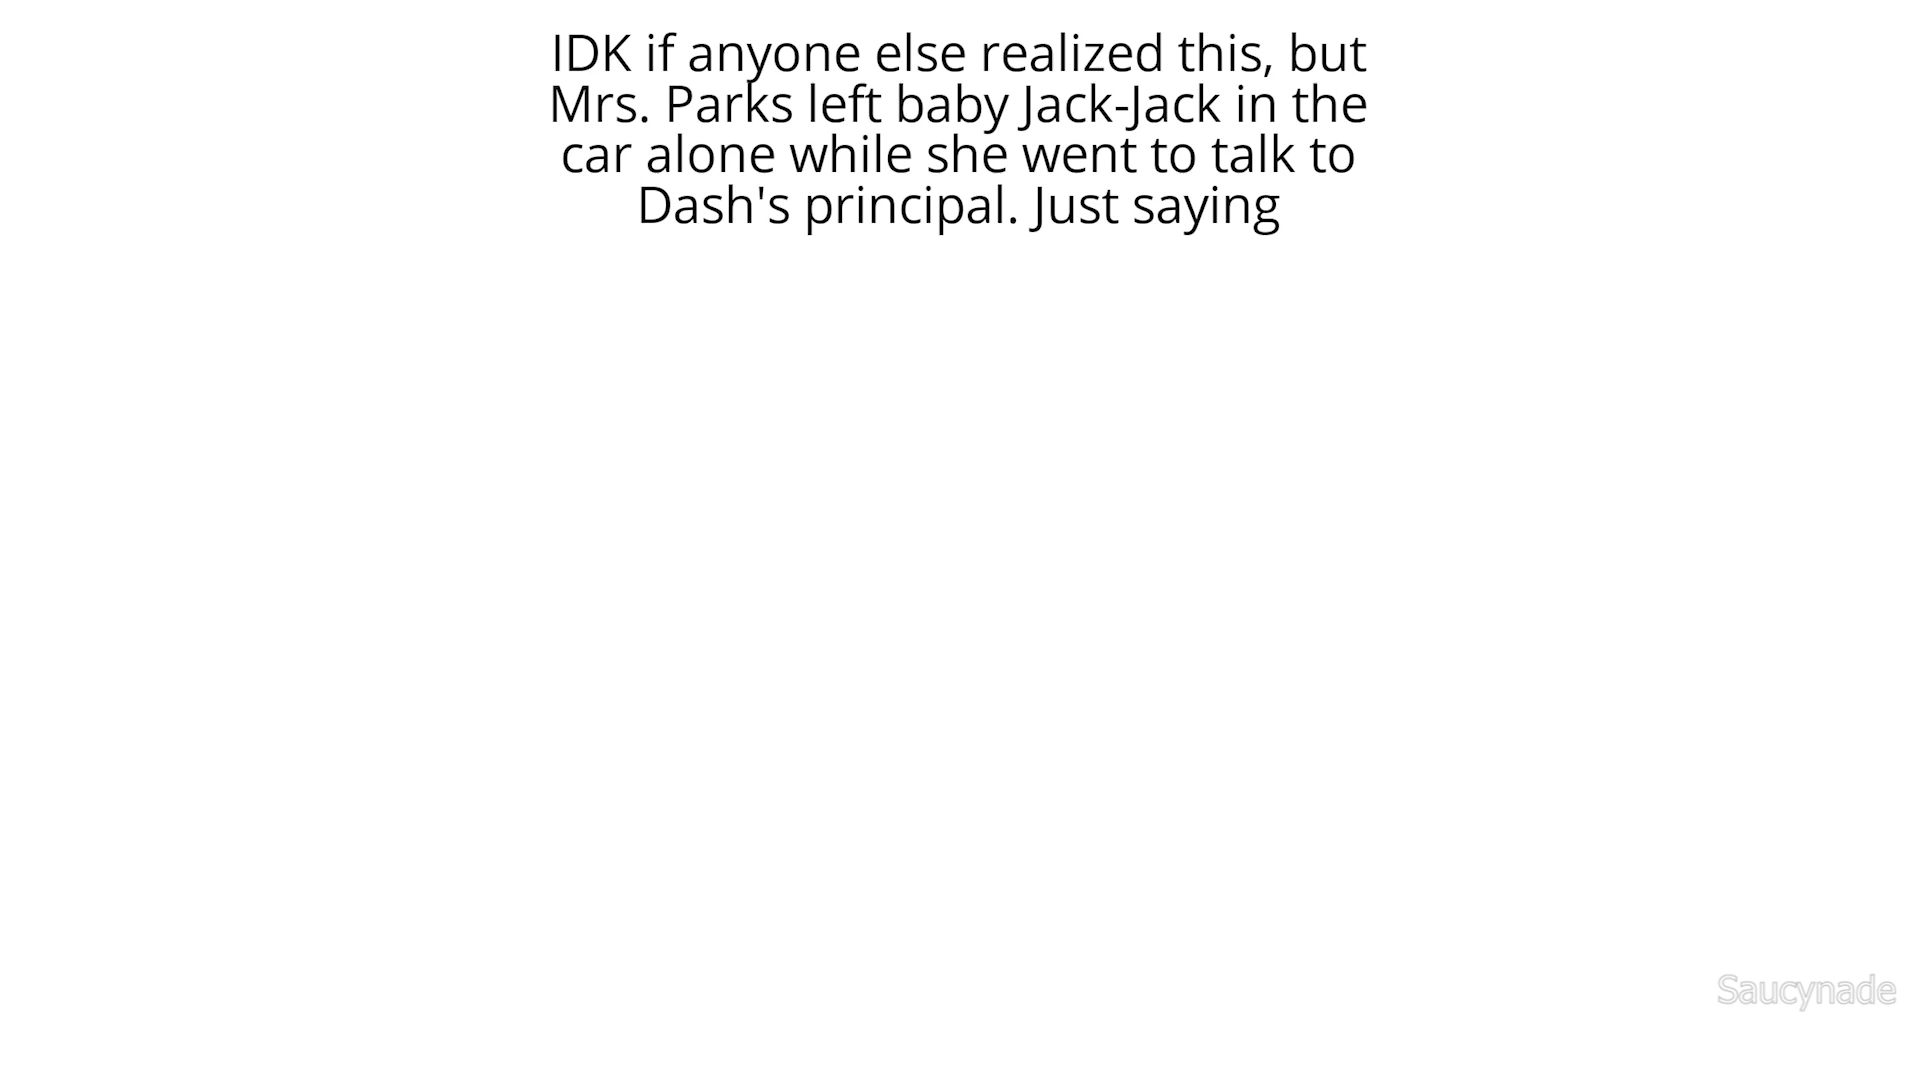 IDK if anyone else realized this, but
Mrs. Parks left baby Jack-Jack in the
car alone while she went to talk to
Dash's principal. Just saying
Saucynade